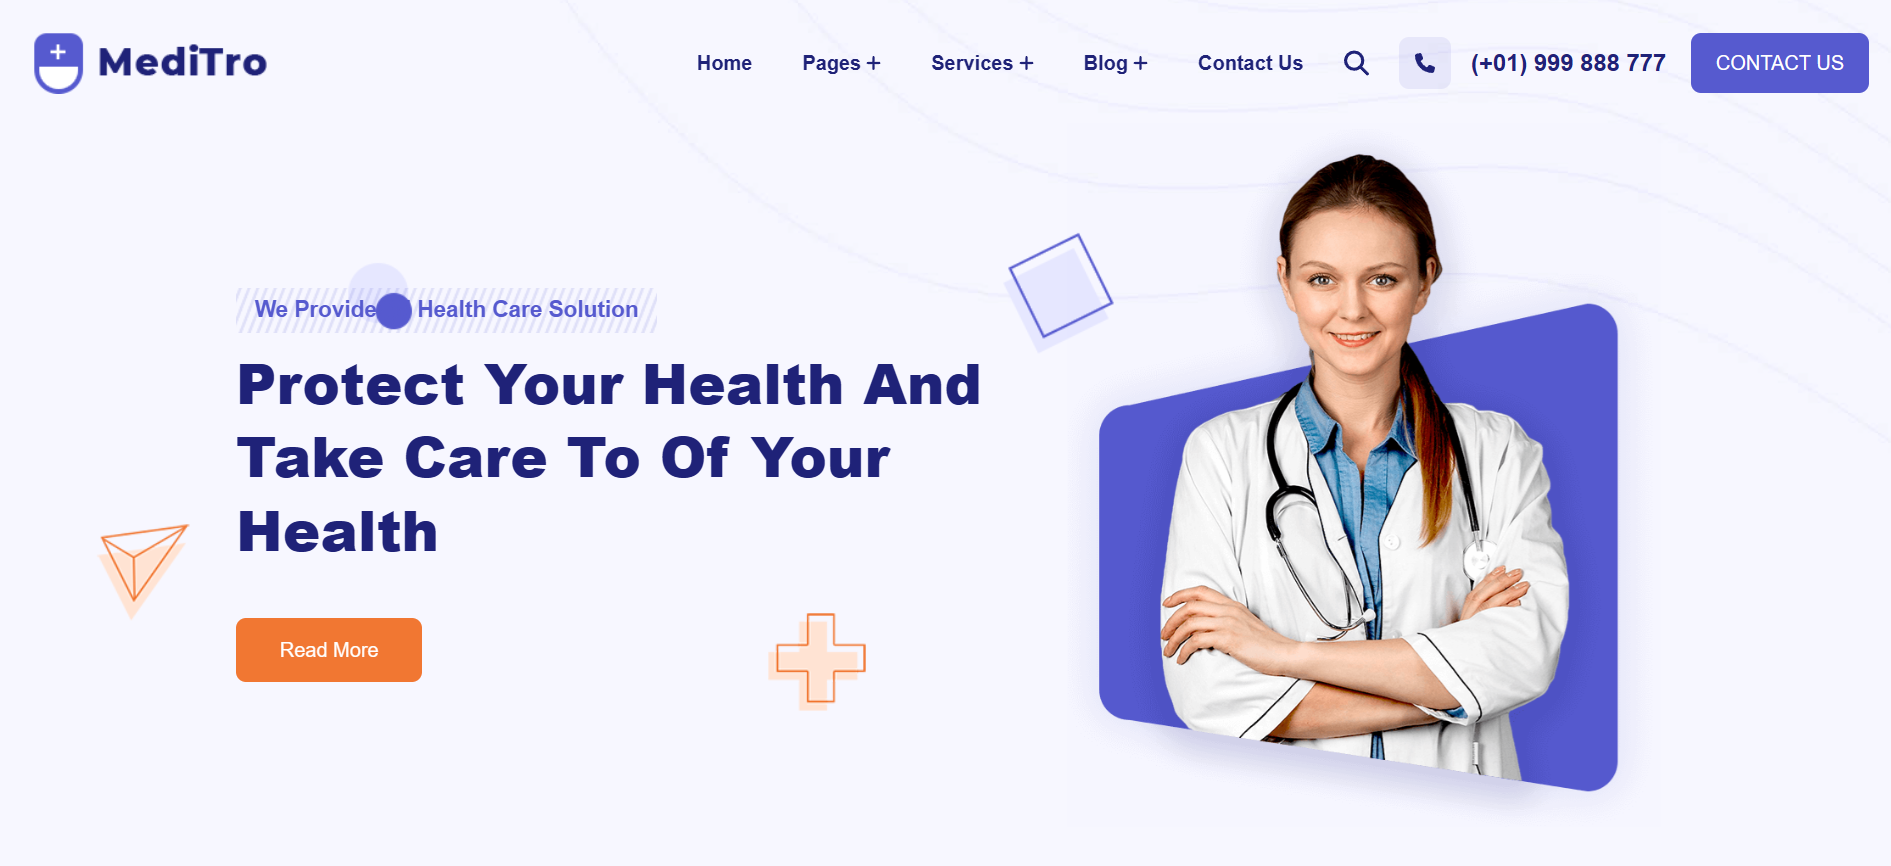 MediTro
Home Pages + Services + Blog + Contact Us (+01) 999 888 777 CONTACT US
We Provide Health Care Solution
Protect Your Health And
Take Care To Of Your
Health
Read More